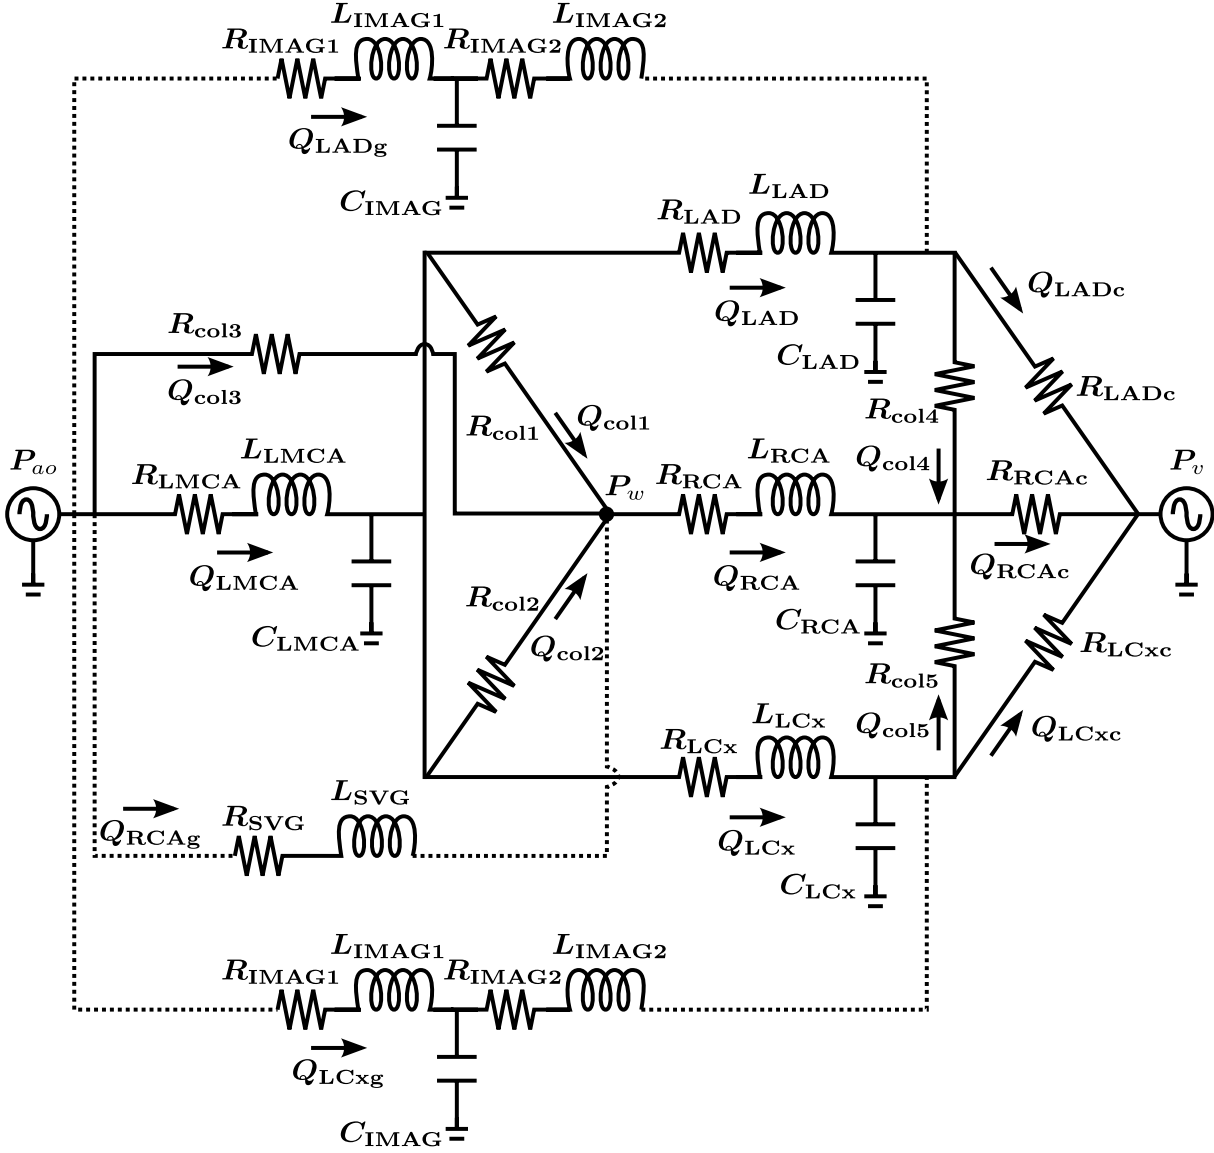 L_IMAG1 L_IMAG2
R_IMAG1 R_IMAG2
Q_LADg
C_IMAG
L_LAD
R_LAD
Q_LADc
Q_LAD
R_col3
C_LAD
Q_col3
R_LADc
R_col4
Q_col1
R_col1
L_LMCA L_RCA
Q_col4
P_ao P_v
R_LMCA R_RCA R_RCAc
P_w
Q_LMCA Q_RCA Q_RCAc
R_col2
C_RCA
C_LMCA
Q_col2 R_LCxc
R_col5
L_LCx
Q_col5 Q_LCxc
R_LCx
L_SVG
R_SVG
Q_RCAg
Q_LCx
C_LCx
L_IMAG1 L_IMAG2
R_IMAG1 R_IMAG2
Q_LCxg
C_IMAG